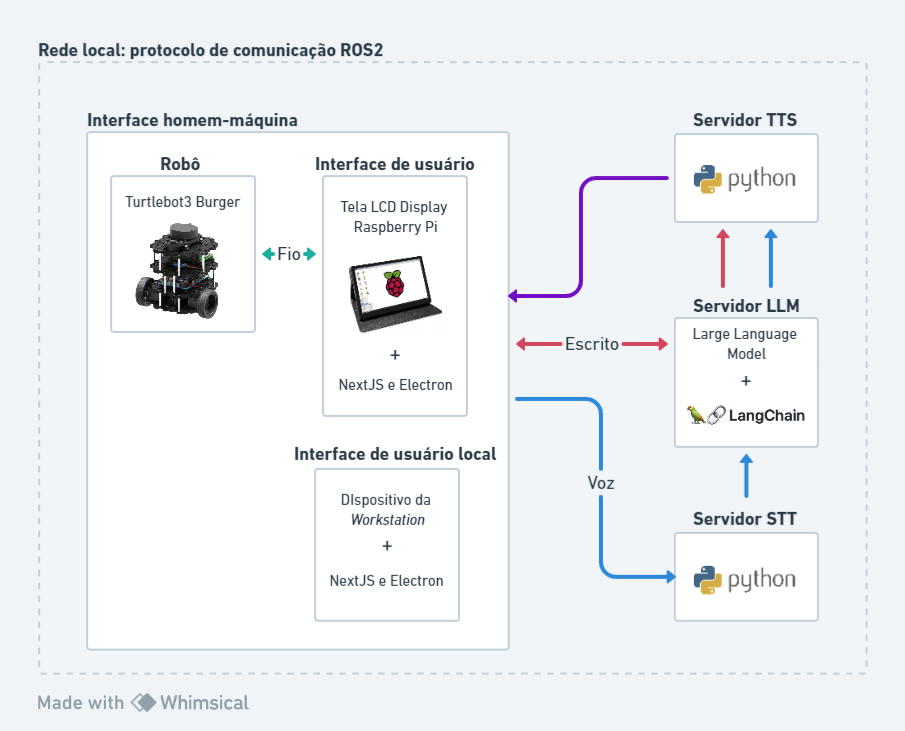 Rede local: protocolo de comunicação ROS2
Interface homem-máquina
Robô
Turtlebot3 Burger
Fio
Interface de usuário
Tela LCD Display
Raspberry Pi
+
NextJS e Electron
Interface de usuário local
DIspositivo da
Workstation
+
NextJS e Electron
Escrito
Voz
Servidor TTS
python
Servidor LLM
Large Language
Model
+
LangChain
Servidor STT
python
Made with Whimsical